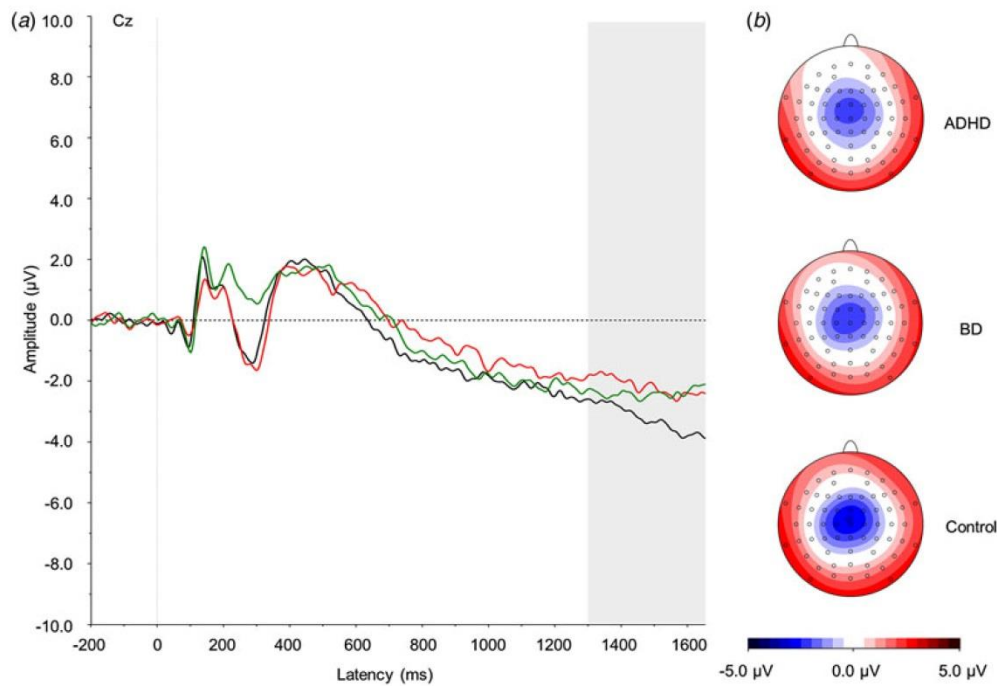 (a)
Cz
10.0
8.0
6.0
4.0
2.0
0.0
-2.0
-4.0
-6.0
-8.0
-10.0
Amplitude (µV)
-200 0 200 400 600 800 1000 1200 1400 1600
Latency (ms)
(b)
ADHD
BD
Control
-5.0 µV 0.0 µV 5.0 µV